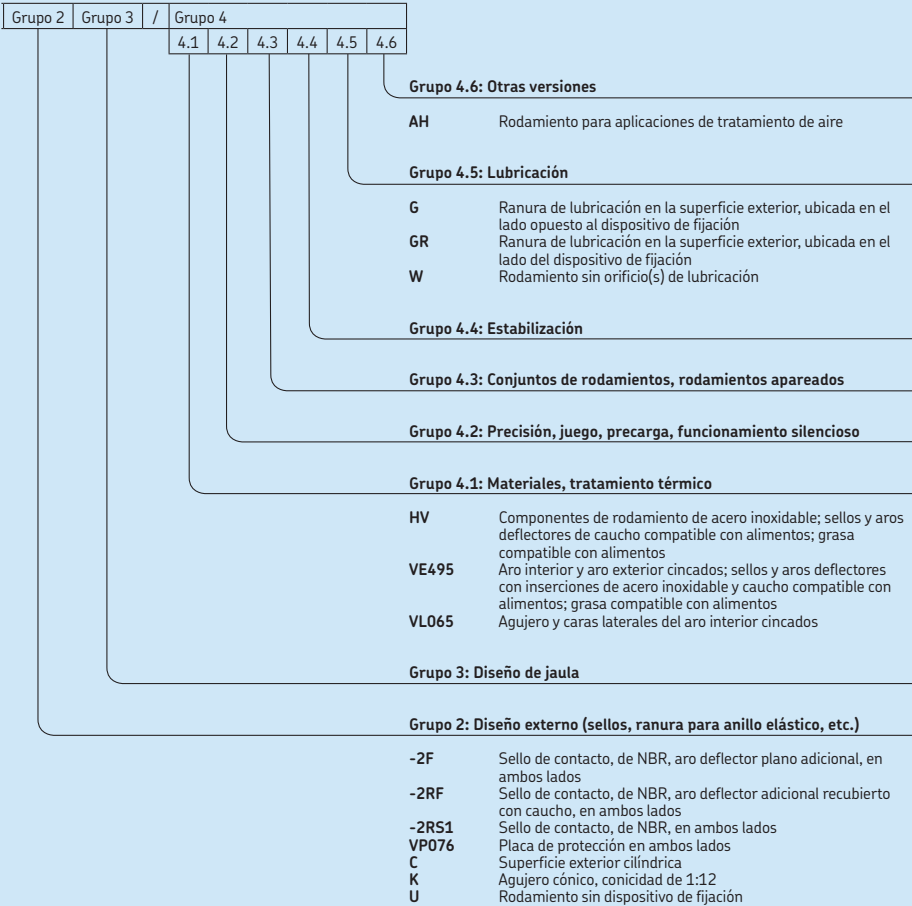 Grupo 2 Grupo 3 / Grupo 4
4.1 4.2 4.3 4.4 4.5 4.6
Grupo 4.6: Otras versiones
AH Rodamiento para aplicaciones de tratamiento de aire
Grupo 4.5: Lubricación
G Ranura de lubricación en la superficie exterior, ubicada en el
lado opuesto al dispositivo de fijación
GR Ranura de lubricación en la superficie exterior, ubicada en el
lado del dispositivo de fijación
W Rodamiento sin orificio(s) de lubricación
Grupo 4.4: Estabilización
Grupo 4.3: Conjuntos de rodamientos, rodamientos apareados
Grupo 4.2: Precisión, juego, precarga, funcionamiento silencioso
Grupo 4.1: Materiales, tratamiento térmico
HV Componentes de rodamiento de acero inoxidable; sellos y aros
deflectores de caucho compatible con alimentos; grasa
compatible con alimentos
VE495 Aro interior y aro exterior cincados; sellos y aros deflectores
con inserciones de acero inoxidable y caucho compatible con
alimentos; grasa compatible con alimentos
VL065 Agujero y caras laterales del aro interior cincados
Grupo 3: Diseño de jaula
Grupo 2: Diseño externo (sellos, ranura para anillo elástico, etc.)
-2F Sello de contacto, de NBR, aro deflector plano adicional, en
ambos lados
-2RF Sello de contacto, de NBR, aro deflector adicional recubierto
con caucho, en ambos lados
-2RS1 Sello de contacto, de NBR, en ambos lados
VP076 Placa de protección en ambos lados
C Superficie exterior cilíndrica
K Agujero cónico, conicidad de 1:12
U Rodamiento sin dispositivo de fijación